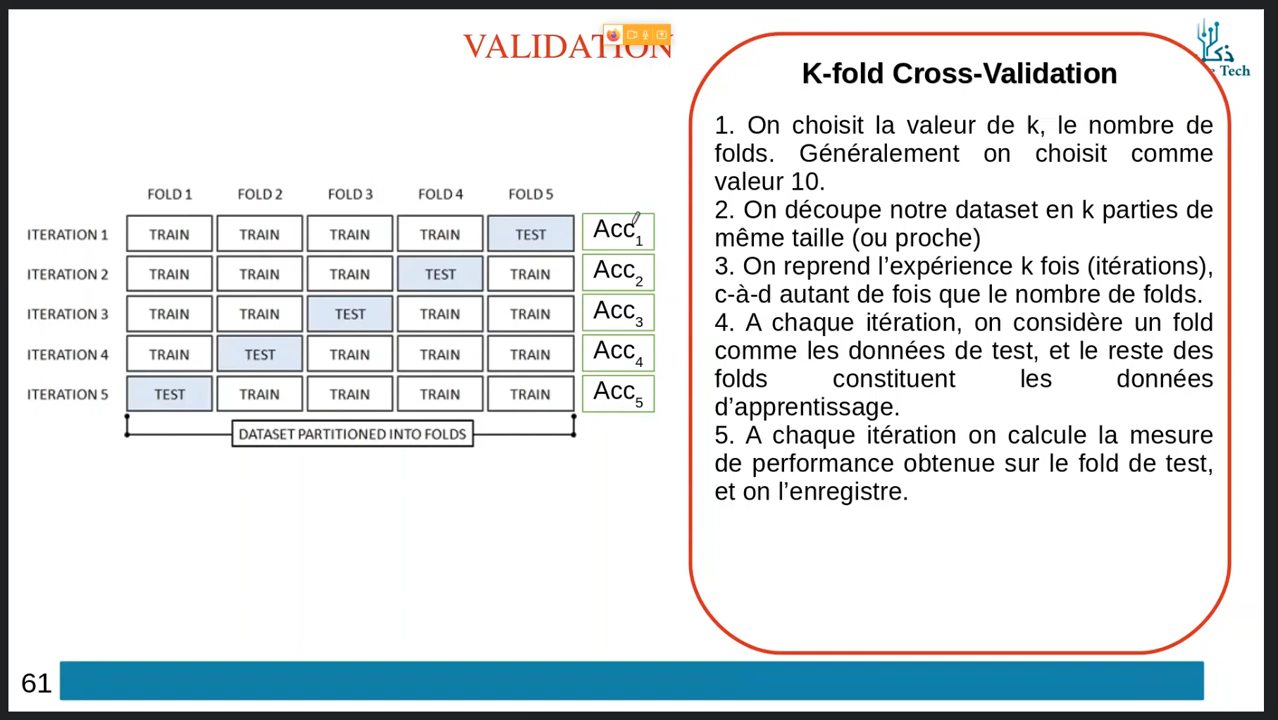 VALIDATION
K-fold Cross-Validation
Tech
1. On choisit la valeur de k, le nombre de
folds. Généralement on choisit comme
valeur 10.
2. On découpe notre dataset en k parties de
même taille (ou proche)
3. On reprend l’expérience k fois (itérations),
c-à-d autant de fois que le nombre de folds.
4. A chaque itération, on considère un fold
comme les données de test, et le reste des
folds constituent les données
d’apprentissage.
5. A chaque itération on calcule la mesure
de performance obtenue sur le fold de test,
et on l’enregistre.
FOLD 1 FOLD 2 FOLD 3 FOLD 4 FOLD 5
ITERATION 1 TRAIN TRAIN TRAIN TRAIN TEST Acc1
ITERATION 2 TRAIN TRAIN TRAIN TEST TRAIN Acc2
ITERATION 3 TRAIN TRAIN TEST TRAIN TRAIN Acc3
ITERATION 4 TRAIN TEST TRAIN TRAIN TRAIN Acc4
ITERATION 5 TEST TRAIN TRAIN TRAIN TRAIN Acc5
DATASET PARTITIONED INTO FOLDS
61